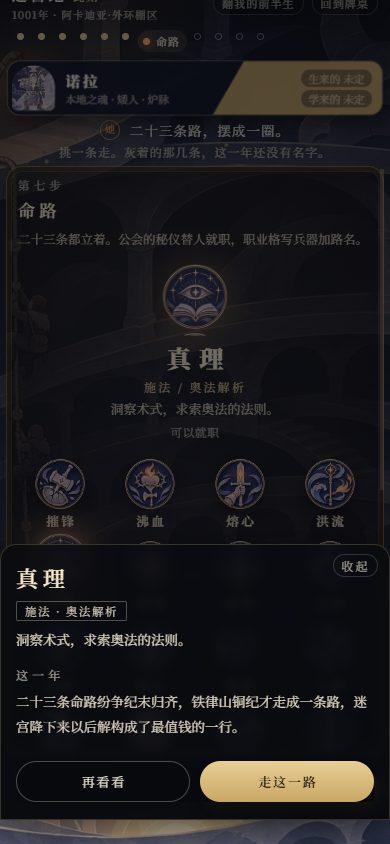 1001年·阿卡迪亚·外环棚区
翻我的前半生
回到牌桌
命路
诺拉
本地之魂·矮人·炉脉
生来的 未定
学来的 未定
她 二十三条路，摆成一圈。
挑一条走。灰着的那几条，这一年还没有名字。
第七步
命路
二十三条都立着。公会的秘仪替人就职，职业格写兵器加路名。
真理
施法 / 奥法解析
洞察术式，求索奥法的法则。
可以就职
摧锋
沸血
熔心
洪流
收起
真理
施法 · 奥法解析
洞察术式，求索奥法的法则。
这一年
二十三条命路纷争纪末归齐，铁律山铜纪才走成一条路，迷
宫降下来以后解构成了最值钱的一行。
再看看
走这一路